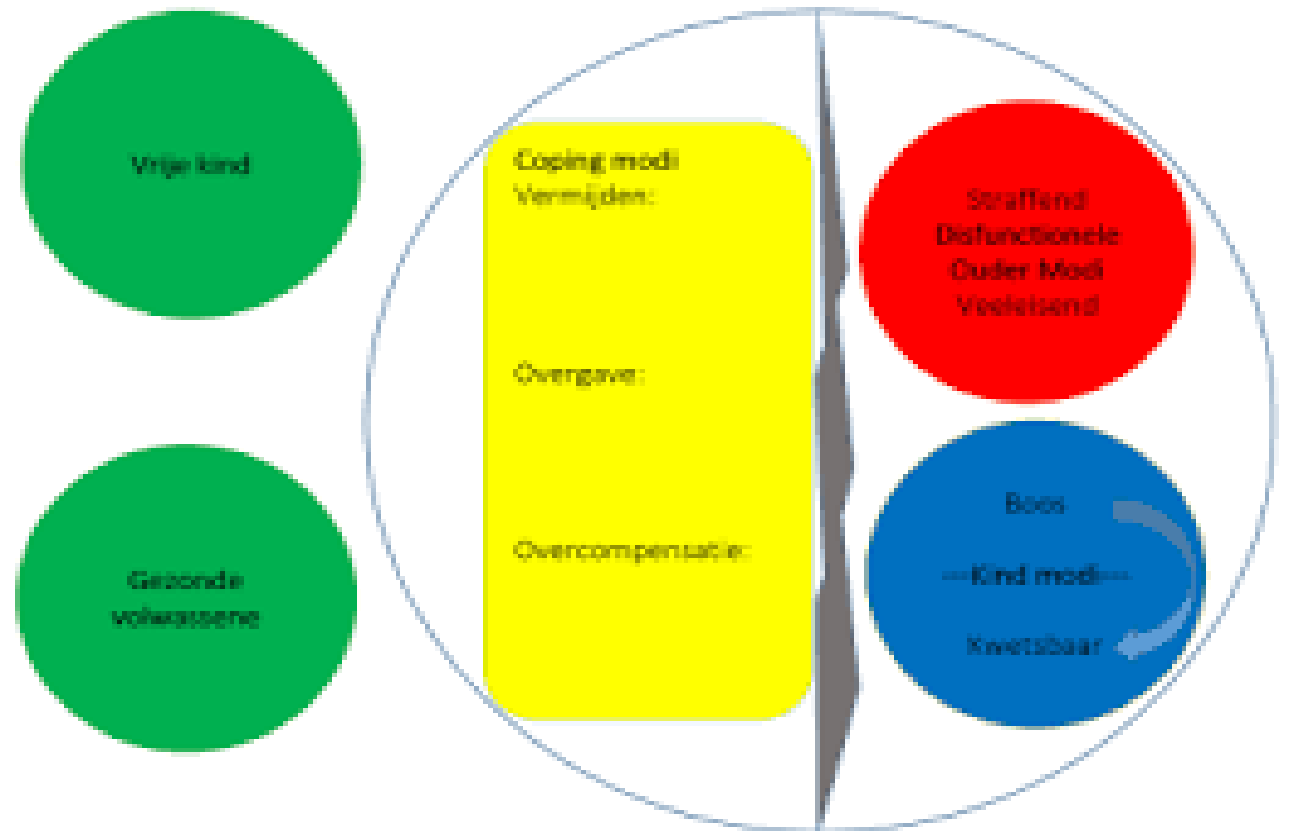 Vrije kind
Gezonde
volwassene
Coping modi
Vermijden:
Overgave:
Overcompensatie:
Straffend
Disfunctionele
Ouder Modi
Veeleisend
Boos
---Kind modi---
Kwetsbaar